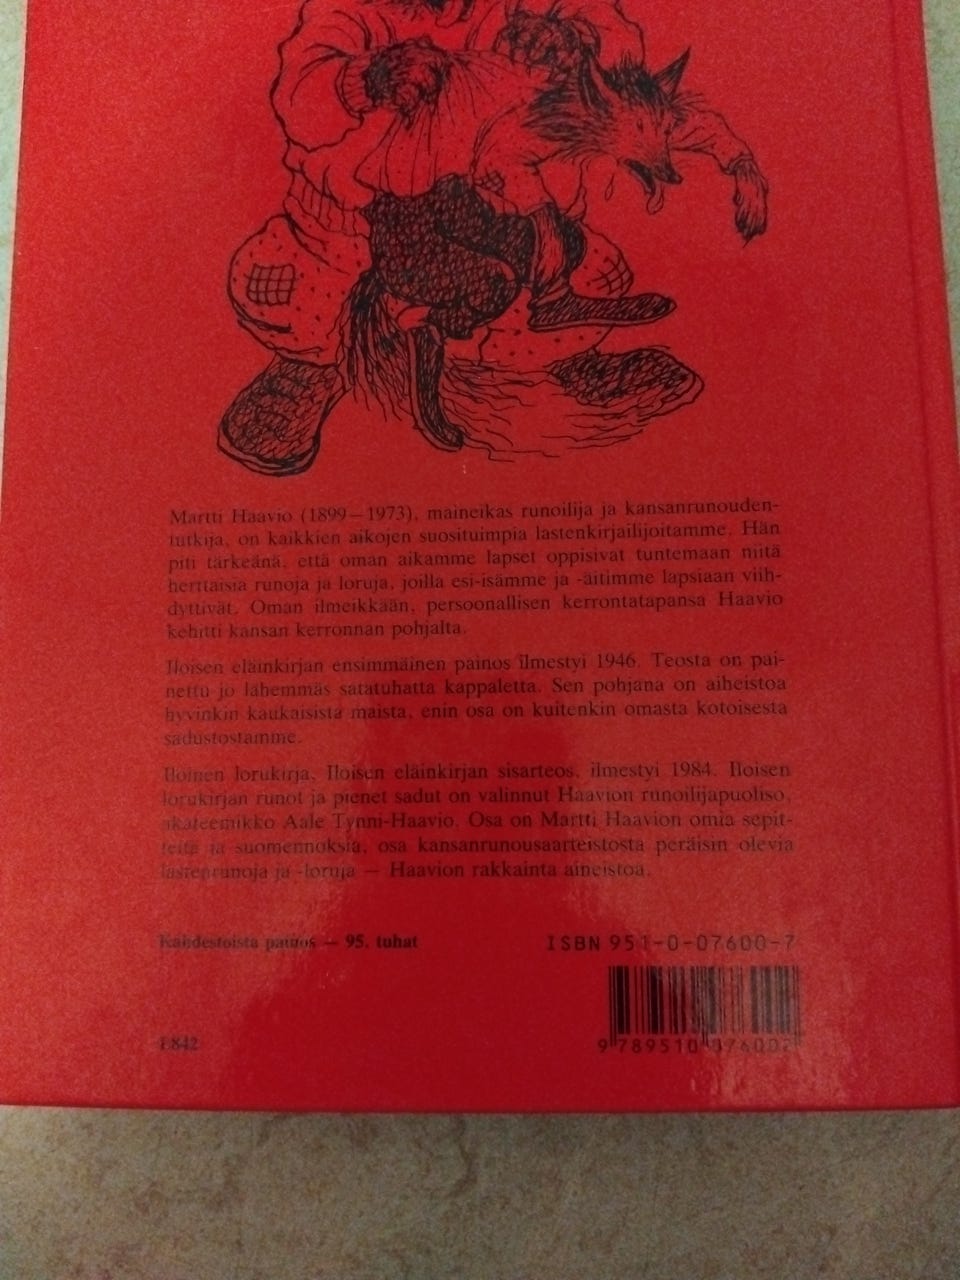 Martti Haavio (1899–1973), maineikas runoilija ja kansanrunouden-
tutkija, on kaikkien aikojen suosituimpia lastenkirjailijoitamme. Hän
piti tärkeänä, että oman aikamme lapset oppisivat tuntemaan niitä
herttaisia runoja ja loruja, joilla esi-isämme ja -äitimme lapsiaan viih-
dyttivät. Oman ilmeikkään, persoonallisen kerrontatapansa Haavio
kehitti kansan kerronnan pohjalta.
Iloisen eläinkirjan ensimmäinen painos ilmestyi 1946. Teosta on pai-
nettu jo lähemmäs satatuhatta kappaletta. Sen pohjana on aiheistoa
hyvinkin kaukaisista maista, enin osa on kuitenkin omasta kotoisesta
sadustostamme.
Iloinen lorukirja, Iloisen eläinkirjan sisarteos, ilmestyi 1984. Iloisen
lorukirjan runot ja pienet sadut on valinnut Haavion runoilijapuoliso,
akateemikko Aale Tynni-Haavio. Osa on Martti Haavion omia sepit-
teitä ja suomennoksia, osa kansanrunousaarteistosta peräisin olevia
lastenrunoja ja -loruja — Haavion rakkainta aineistoa.
Kahdestoista painos — 95. tuhat
ISBN 951-0-07600-7
9 789510 076002
L842